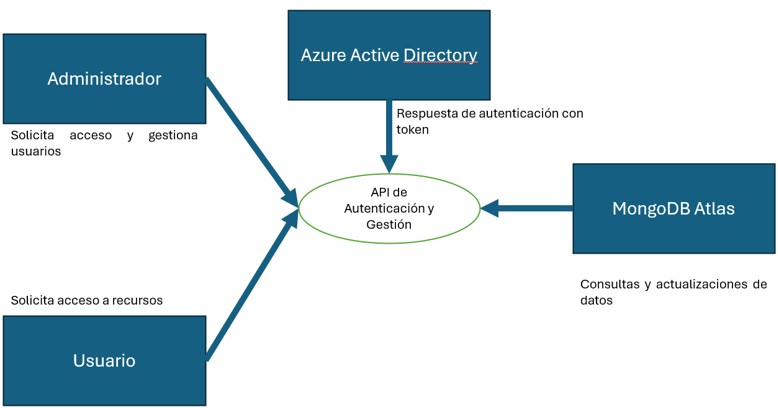 Azure Active Directory
Administrador
Solicita acceso y gestiona
usuarios
Respuesta de autenticación con
token
API de
Autenticación y
Gestión
MongoDB Atlas
Consultas y actualizaciones de
datos
Solicita acceso a recursos
Usuario